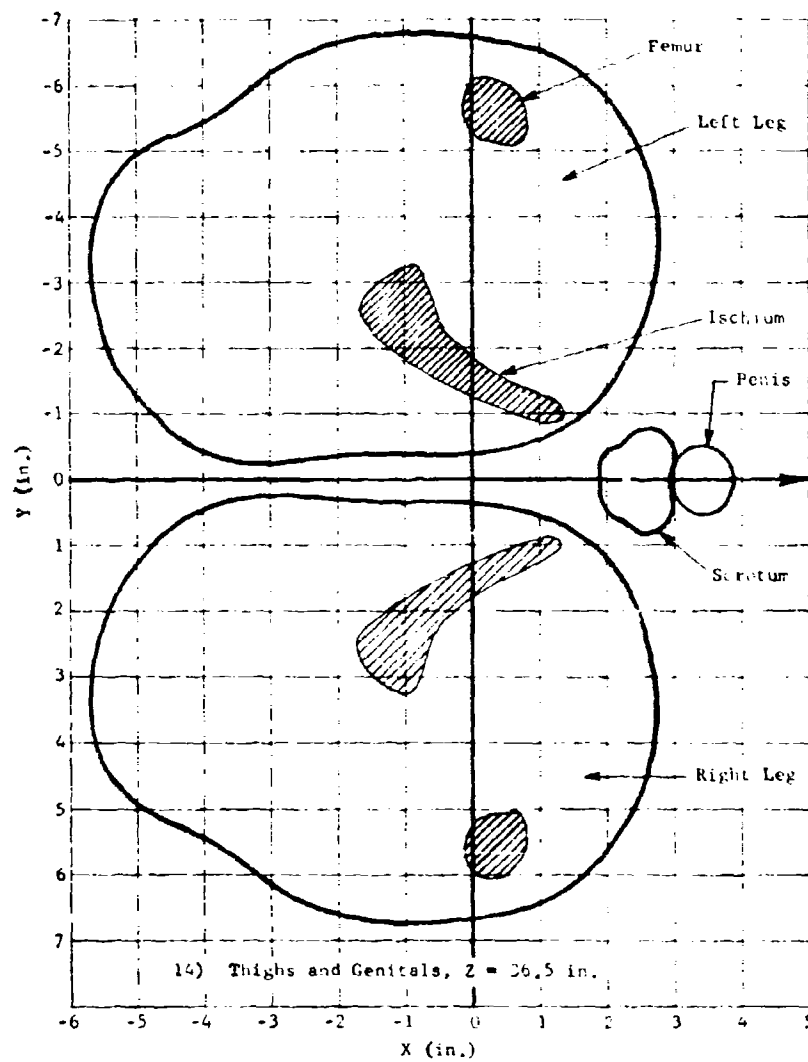 -7
Femur
-6
Left Leg
-5
-4
-3
Ischium
-2
Penis
-1
Y (in.)
0
1
Scrotum
2
3
4
Right Leg
5
6
7
14) Thighs and Genitals, Z = 36.5 in.
-6 -5 -4 -3 -2 -1 0 1 2 3 4 5
X (in.)